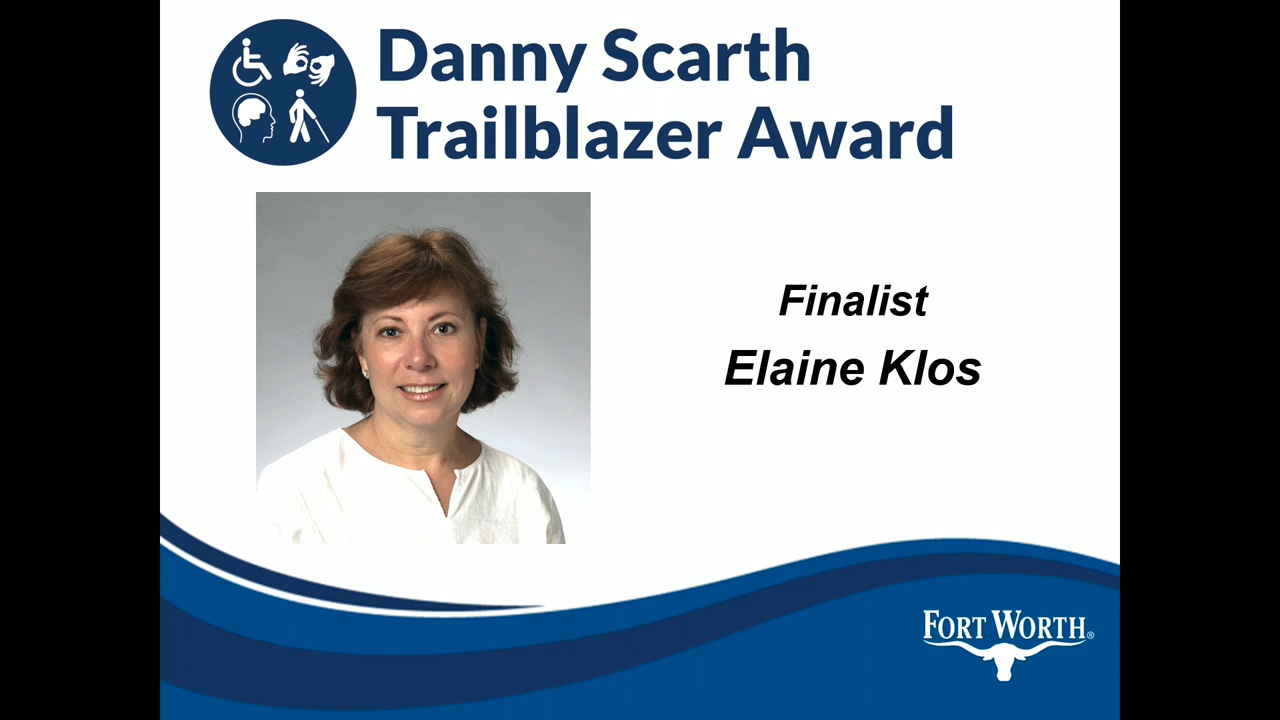 Danny Scarth
Trailblazer Award
Finalist
Elaine Klos
FORT WORTH®